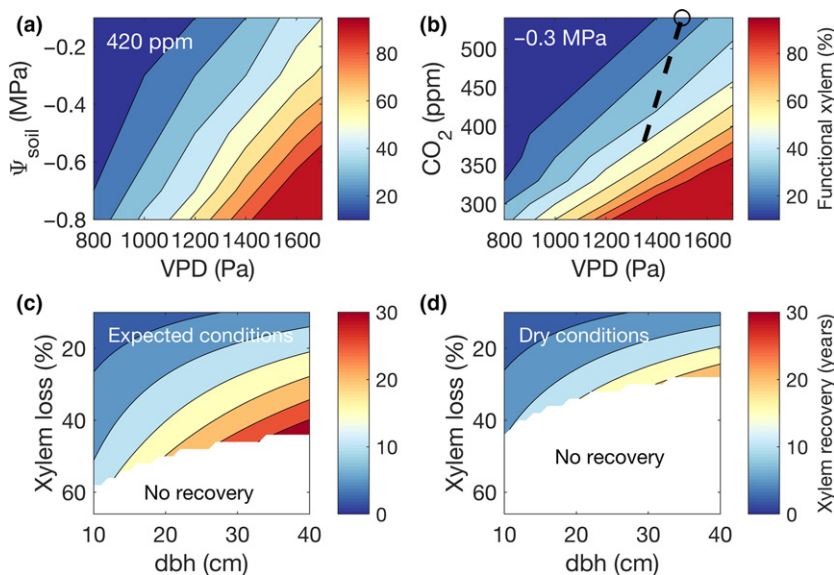 (a)
420 ppm
−0.2
−0.4
−0.6
−0.8
Ψsoil (MPa)
800 1000 1200 1400 1600
VPD (Pa)
80
60
40
20
(b)
−0.3 MPa
500
450
400
350
300
CO2 (ppm)
800 1000 1200 1400 1600
VPD (Pa)
80
60
40
20
Functional xylem (%)
(c)
Expected conditions
No recovery
20
40
60
Xylem loss (%)
10 20 30 40
dbh (cm)
30
20
10
0
(d)
Dry conditions
No recovery
20
40
60
Xylem loss (%)
10 20 30 40
dbh (cm)
30
20
10
0
Xylem recovery (years)